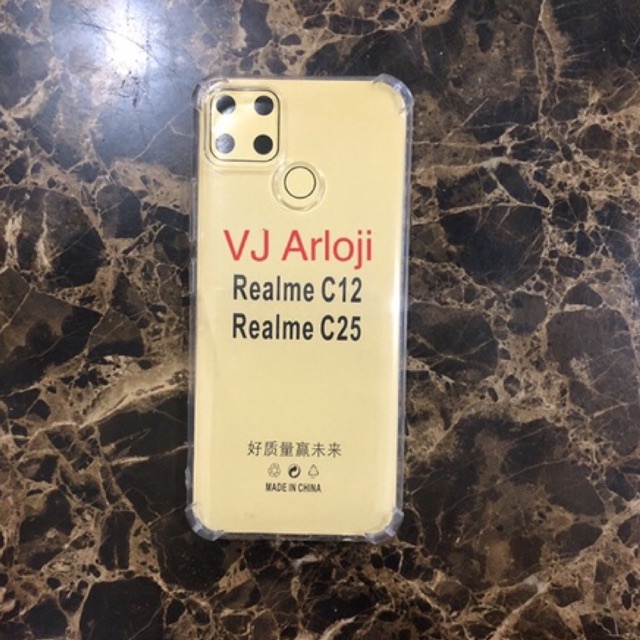 VJ Arloji
Realme C12
Realme C25
好质量赢未来
MADE IN CHINA